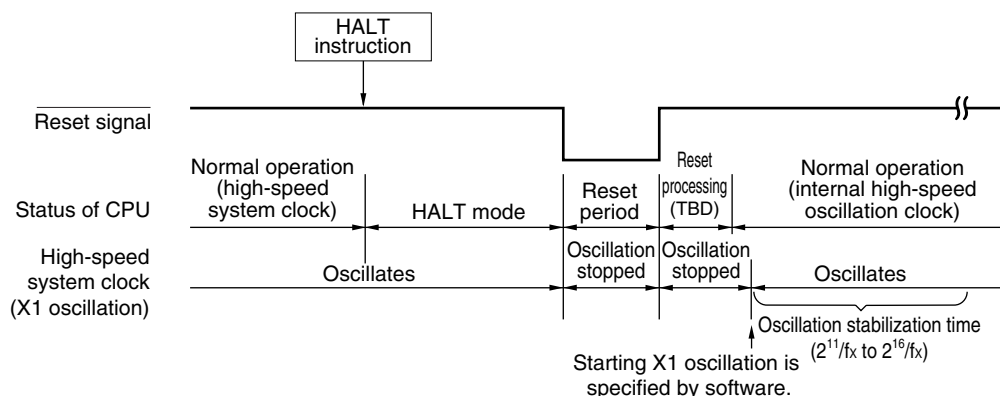 HALT
instruction
Reset signal
Normal operation
(high-speed
system clock)
HALT mode
Reset
period
Reset
processing
(TBD)
Normal operation
(internal high-speed
oscillation clock)
Status of CPU
High-speed
system clock
(X1 oscillation)
Oscillates
Oscillation
stopped
Oscillation
stopped
Oscillates
Oscillation stabilization time
(2¹¹/fx to 2¹⁶/fx)
Starting X1 oscillation is
specified by software.